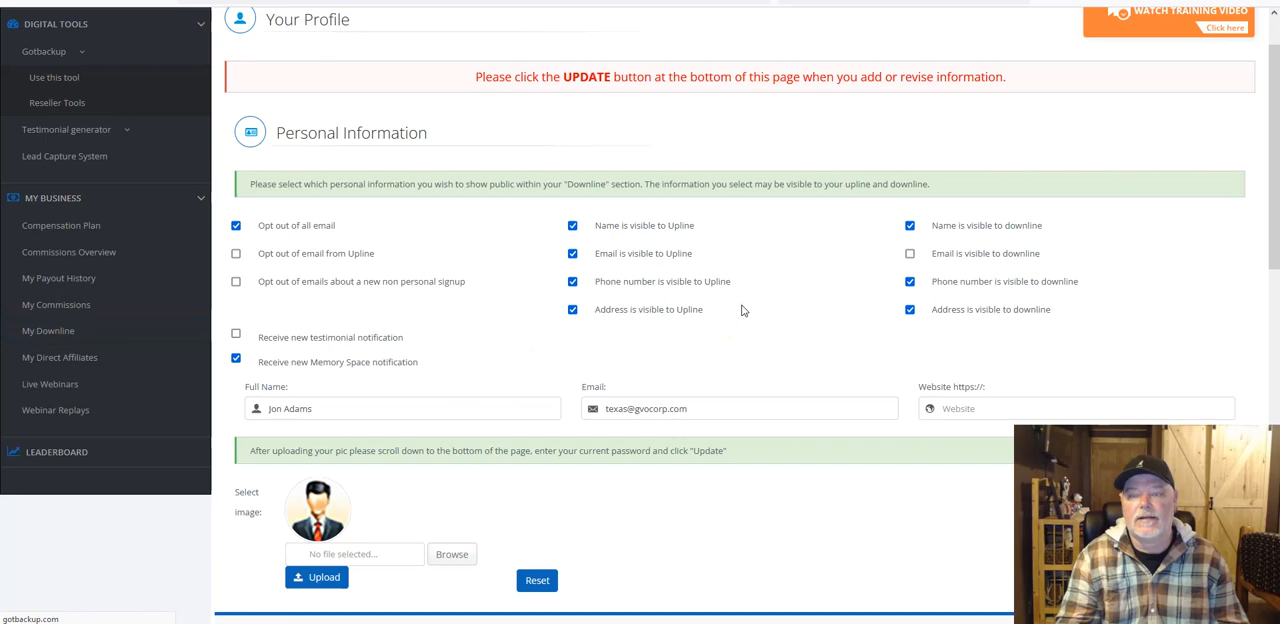 DIGITAL TOOLS
Gotbackup
Use this tool
Reseller Tools
Testimonial generator
Lead Capture System
MY BUSINESS
Compensation Plan
Commissions Overview
My Payout History
My Commissions
My Downline
My Direct Affiliates
Live Webinars
Webinar Replays
LEADERBOARD
gotbackup.com
Your Profile
WATCH TRAINING VIDEO
Click here
Please click the UPDATE button at the bottom of this page when you add or revise information.
Personal Information
Please select which personal information you wish to show public within your "Downline" section. The information you select may be visible to your upline and downline.
Opt out of all email
Name is visible to Upline
Name is visible to downline
Opt out of email from Upline
Email is visible to Upline
Email is visible to downline
Opt out of emails about a new non personal signup
Phone number is visible to Upline
Phone number is visible to downline
Address is visible to Upline
Address is visible to downline
Receive new testimonial notification
Receive new Memory Space notification
Full Name:
Email:
Website https://:
Jon Adams
texas@gvocorp.com
Website
After uploading your pic please scroll down to the bottom of the page, enter your current password and click "Update"
Select
image:
No file selected...
Browse
Upload
Reset